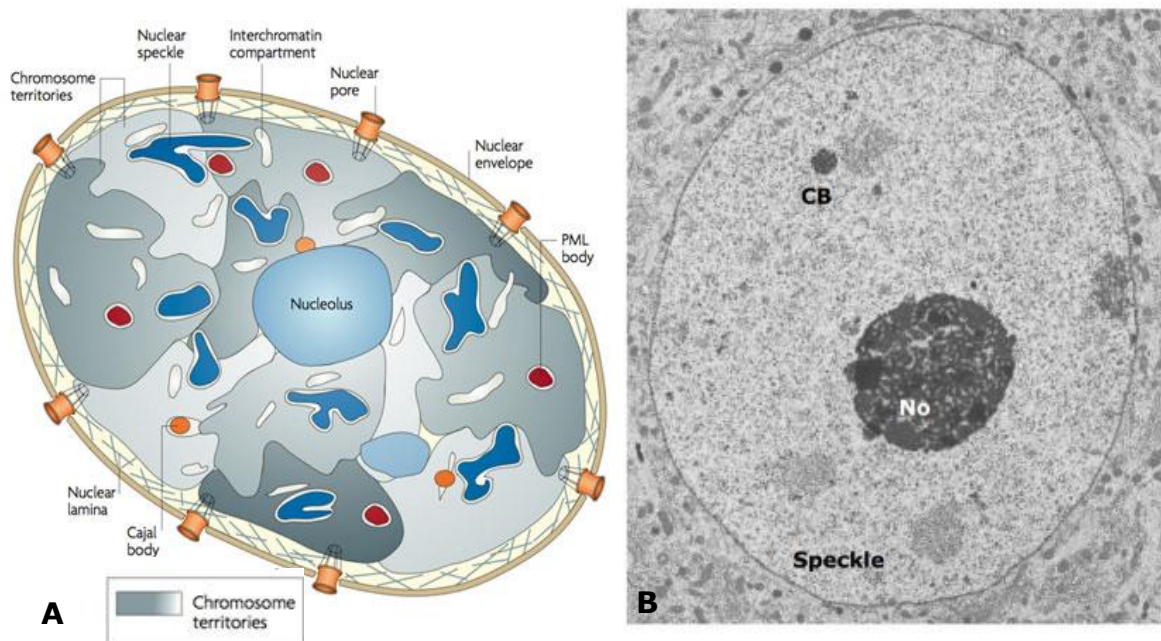 Nuclear
speckle
Interchromatin
compartment
Chromosome
territories
Nuclear
pore
Nuclear
envelope
PML
body
Nucleolus
Nuclear
lamina
Cajal
body
Chromosome
territories
A
CB
No
Speckle
B